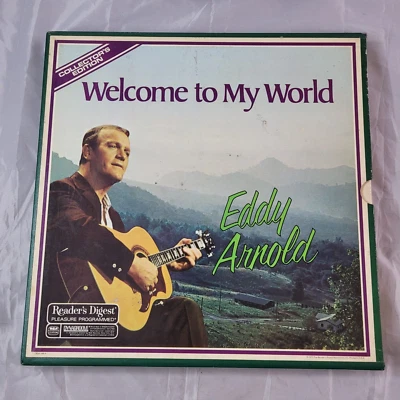 COLLECTOR'S
EDITION
Welcome to My World
Eddy
Arnold
Reader's Digest
PLEASURE PROGRAMMED